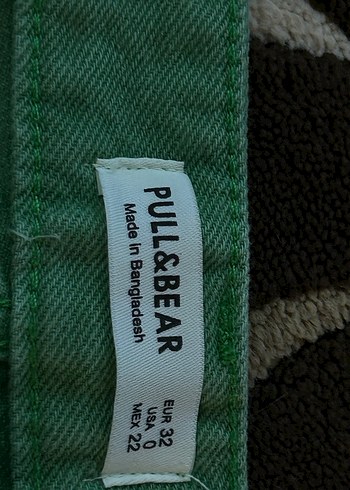 PULL&BEAR
Made in Bangladesh
EUR 32
USA 0
MEX 22